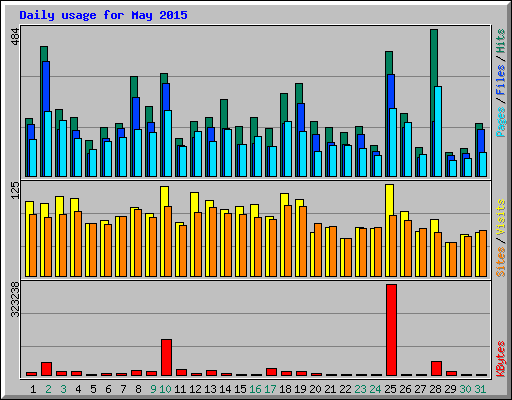 Daily usage for May 2015
484
Pages / Files / Hits
125
Sites / Visits
323238
KBytes
1 2 3 4 5 6 7 8 9 10 11 12 13 14 15 16 17 18 19 20 21 22 23 24 25 26 27 28 29 30 31